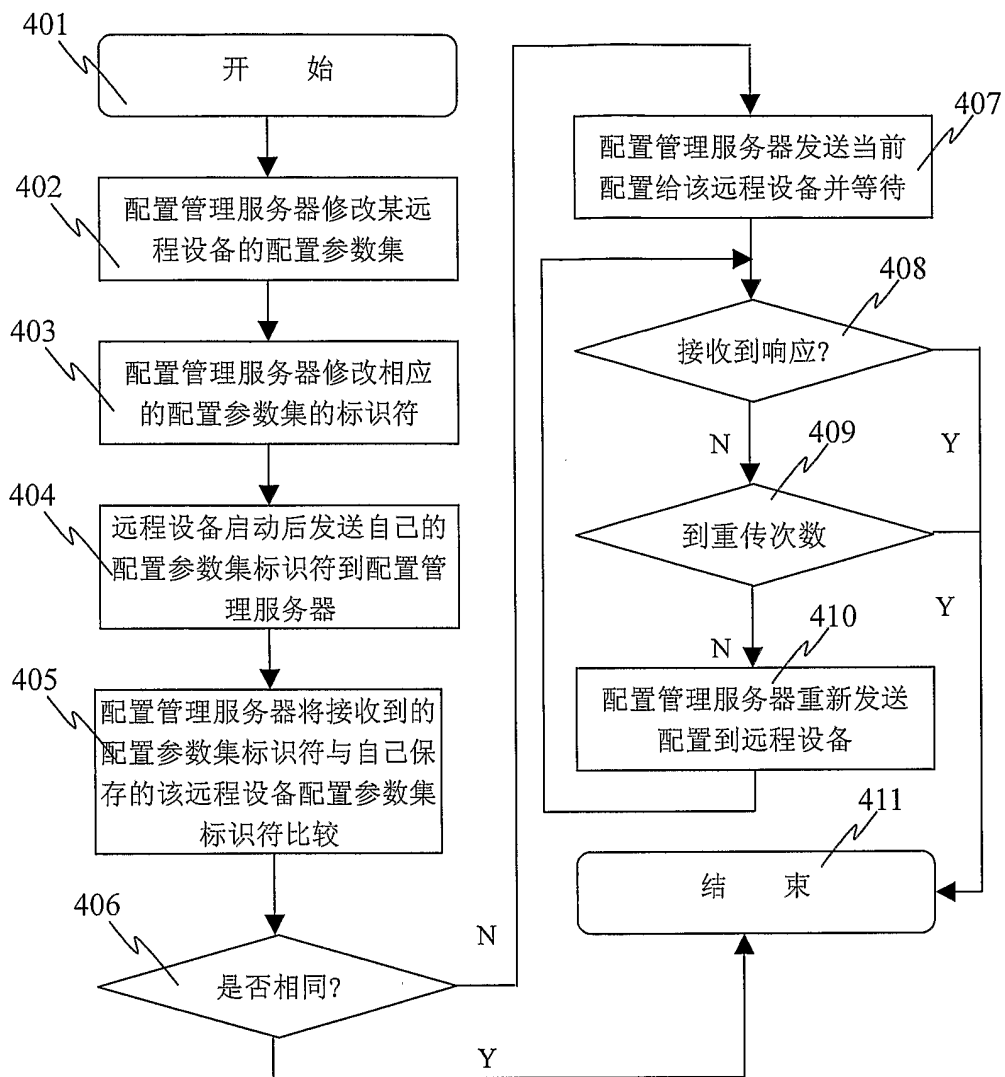 401
开 始
402
配置管理服务器修改某远
程设备的配置参数集
403
配置管理服务器修改相应
的配置参数集的标识符
404
远程设备启动后发送自己的
配置参数集标识符到配置管
理服务器
405
配置管理服务器将接收到的
配置参数集标识符与自己保
存的该远程设备配置参数集
标识符比较
406
是否相同?
N
Y
407
配置管理服务器发送当前
配置给该远程设备并等待
408
接收到响应?
N
Y
409
到重传次数
N
Y
410
配置管理服务器重新发送
配置到远程设备
411
结 束